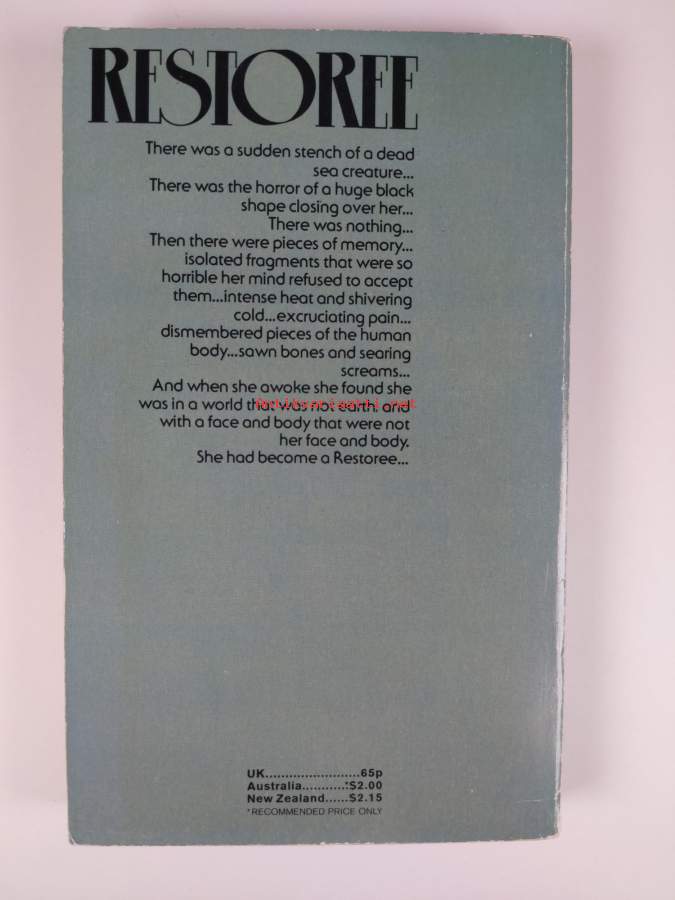 RESTOREE
There was a sudden stench of a dead
sea creature...
There was the horror of a huge black
shape closing over her...
There was nothing...
Then there were pieces of memory...
isolated fragments that were so
horrible her mind refused to accept
them...intense heat and shivering
cold...excruciating pain...
dismembered pieces of the human
body...sawn bones and searing
screams...
And when she awoke she found she
was in a world that was not earth, and
with a face and body that were not
her face and body.
She had become a Restoree...
UK........................65p
Australia...........*$2.00
New Zealand......$2.15
*RECOMMENDED PRICE ONLY